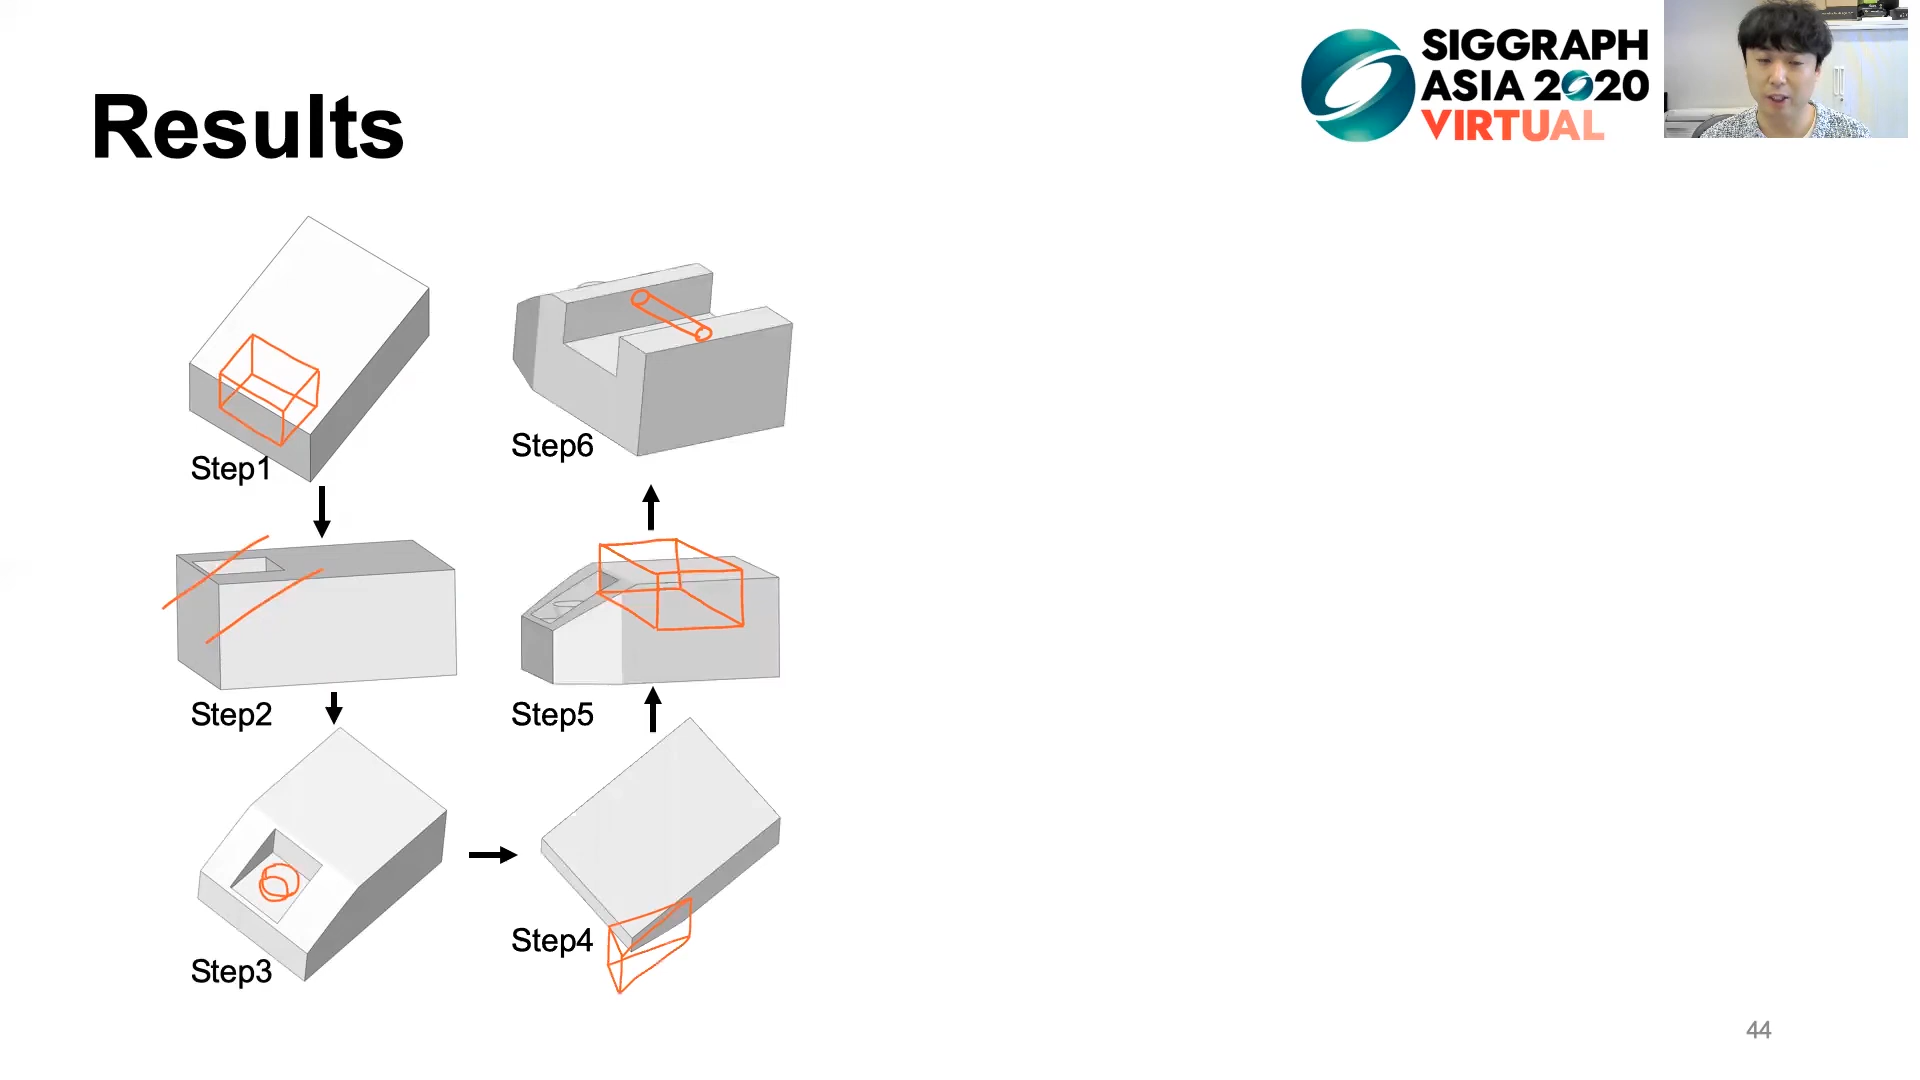 SIGGRAPH
ASIA 2020
VIRTUAL
Results
Step1
Step6
Step2
Step5
Step3
Step4
44